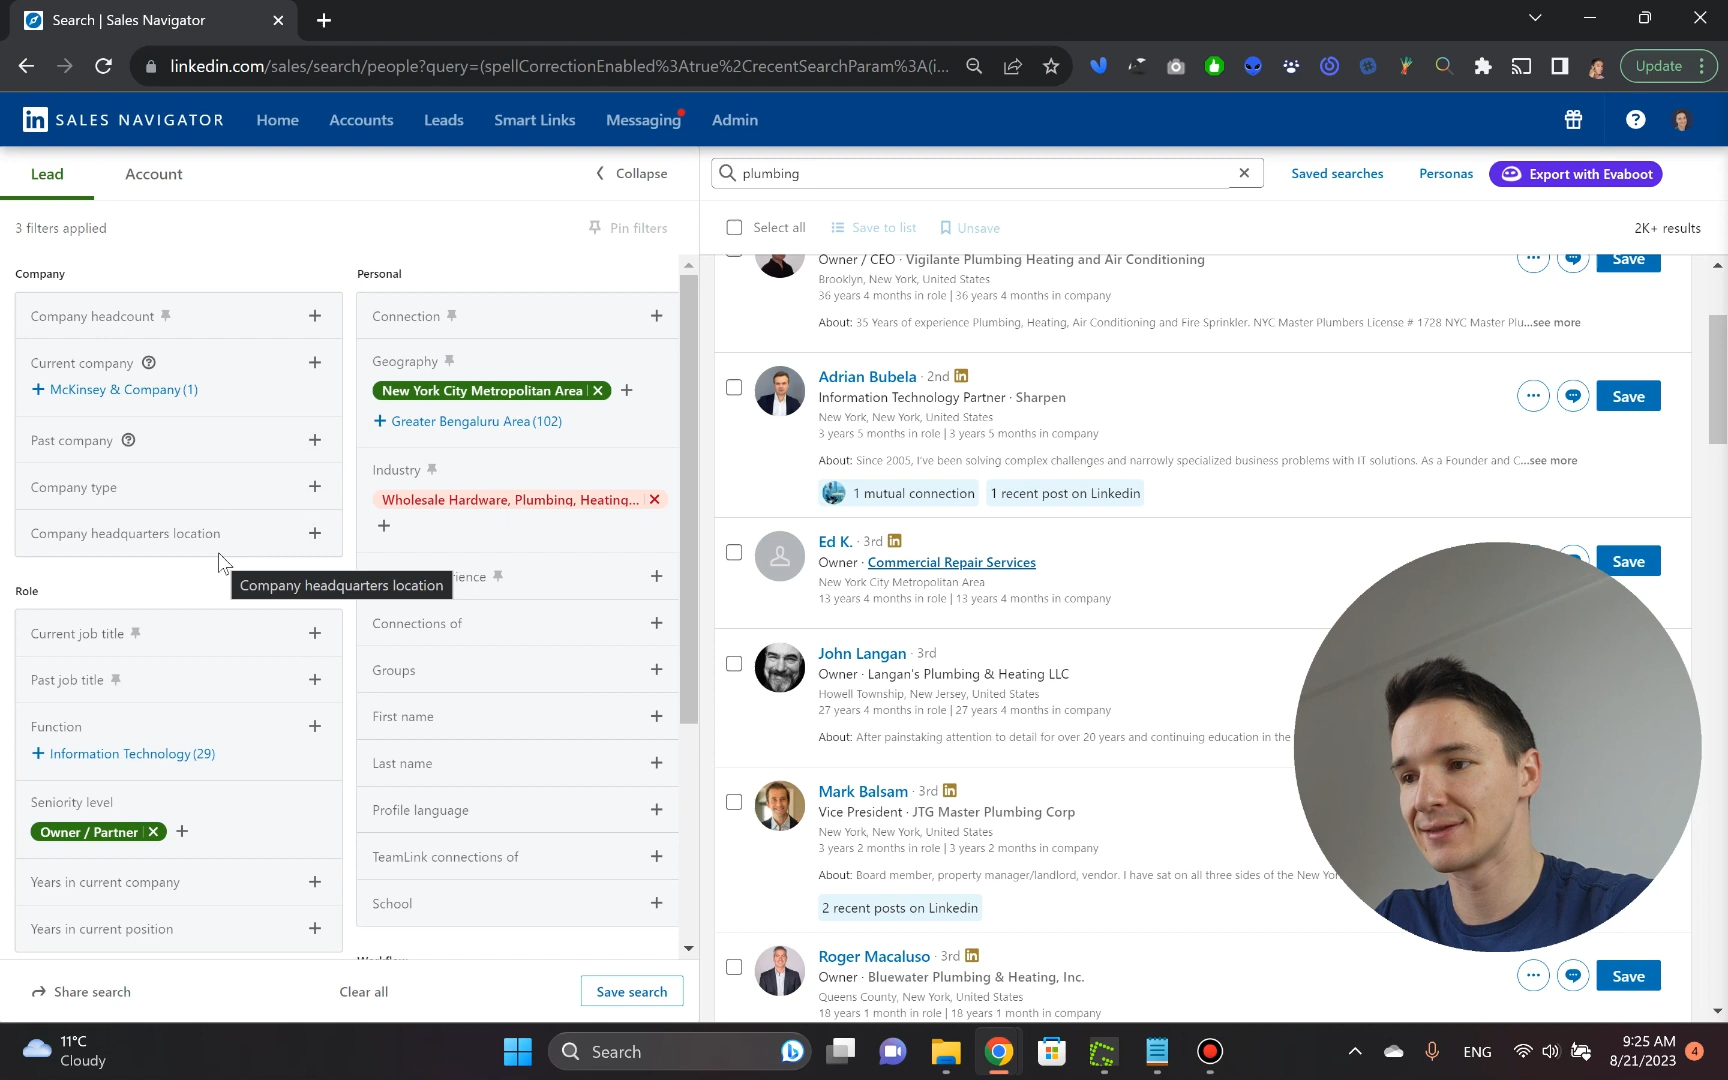 Search | Sales Navigator
linkedin.com/sales/search/people?query=(spellCorrectionEnabled%3Atrue%2CrecentSearchParam%3A(i...
Update
in SALES NAVIGATOR
Home
Accounts
Leads
Smart Links
Messaging
Admin
Lead
Account
Collapse
plumbing
Saved searches
Personas
Export with Evaboot
3 filters applied
Pin filters
Select all
Save to list
Unsave
2K+ results
Company
Company headcount
Current company
McKinsey & Company (1)
Past company
Company type
Company headquarters location
Company headquarters location
Role
Current job title
Past job title
Function
Information Technology (29)
Seniority level
Owner / Partner
Years in current company
Years in current position
Personal
Connection
Geography
New York City Metropolitan Area
Greater Bengaluru Area (102)
Industry
Wholesale Hardware, Plumbing, Heating...
ience
Connections of
Groups
First name
Last name
Profile language
TeamLink connections of
School
Share search
Clear all
Save search
Owner / CEO · Vigilante Plumbing Heating and Air Conditioning
Brooklyn, New York, United States
36 years 4 months in role | 36 years 4 months in company
About: 35 Years of experience Plumbing, Heating, Air Conditioning and Fire Sprinkler. NYC Master Plumbers License # 1728 NYC Master Plu...see more
Save
Adrian Bubela · 2nd
Information Technology Partner · Sharpen
New York, New York, United States
3 years 5 months in role | 3 years 5 months in company
About: Since 2005, I've been solving complex challenges and narrowly specialized business problems with IT solutions. As a Founder and C...see more
1 mutual connection
1 recent post on Linkedin
Save
Ed K. · 3rd
Owner · Commercial Repair Services
New York City Metropolitan Area
13 years 4 months in role | 13 years 4 months in company
Save
John Langan · 3rd
Owner · Langan's Plumbing & Heating LLC
Howell Township, New Jersey, United States
27 years 4 months in role | 27 years 4 months in company
About: After painstaking attention to detail for over 20 years and continuing education in the
Mark Balsam · 3rd
Vice President · JTG Master Plumbing Corp
New York, New York, United States
3 years 2 months in role | 3 years 2 months in company
About: Board member, property manager/landlord, vendor. I have sat on all three sides of the New Yor
2 recent posts on Linkedin
Roger Macaluso · 3rd
Owner · Bluewater Plumbing & Heating, Inc.
Queens County, New York, United States
18 years 1 month in role | 18 years 1 month in company
Save
11°C
Cloudy
Search
ENG
9:25 AM
8/21/2023
4